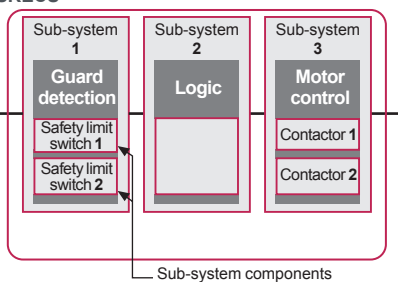 Sub-system
1
Sub-system
2
Sub-system
3
Guard
detection
Logic
Motor
control
Safety limit
switch 1
Safety limit
switch 2
Contactor 1
Contactor 2
Sub-system components